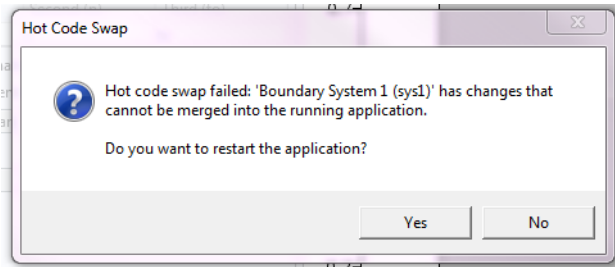 Hot Code Swap
Hot code swap failed: 'Boundary System 1 (sys1)' has changes that
cannot be merged into the running application.
Do you want to restart the application?
Yes
No